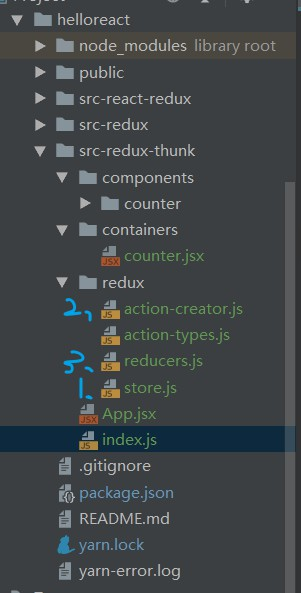 helloreact
node_modules library root
public
src-react-redux
src-redux
src-redux-thunk
components
counter
containers
counter.jsx
redux
2, action-creator.js
action-types.js
3, reducers.js
1. store.js
App.jsx
index.js
.gitignore
package.json
README.md
yarn.lock
yarn-error.log